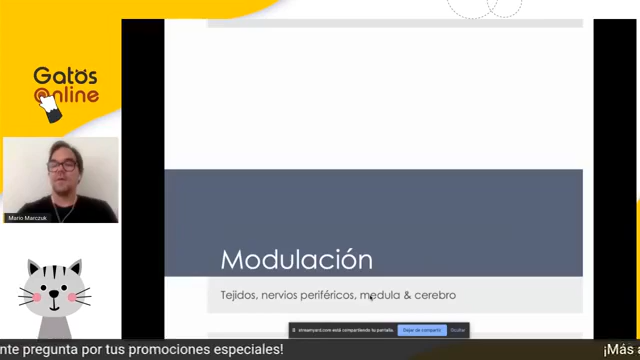 Gatos
Online
Mario Marczuk
Modulación
Tejidos, nervios periféricos, medula & cerebro
streamyard.com está compartiendo tu pantalla.
Dejar de compartir
Ocultar
nte pregunta por tus promociones especiales!
¡Más a